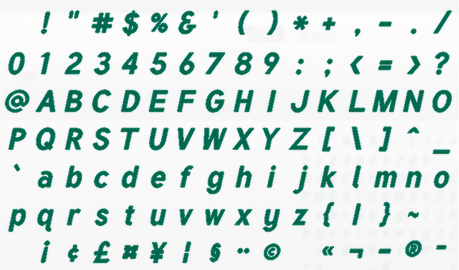 ! " # $ % & ' ( ) * + , - . /
0 1 2 3 4 5 6 7 8 9 : ; < = > ?
@ A B C D E F G H I J K L M N O
P Q R S T U V W X Y Z [ \ ] ^ _
` a b c d e f g h i j k l m n o
p q r s t u v w x y z { | } ~
¡ ¢ £ ¤ ¥ ¦ § ¨ © « ¬ - ® ¯